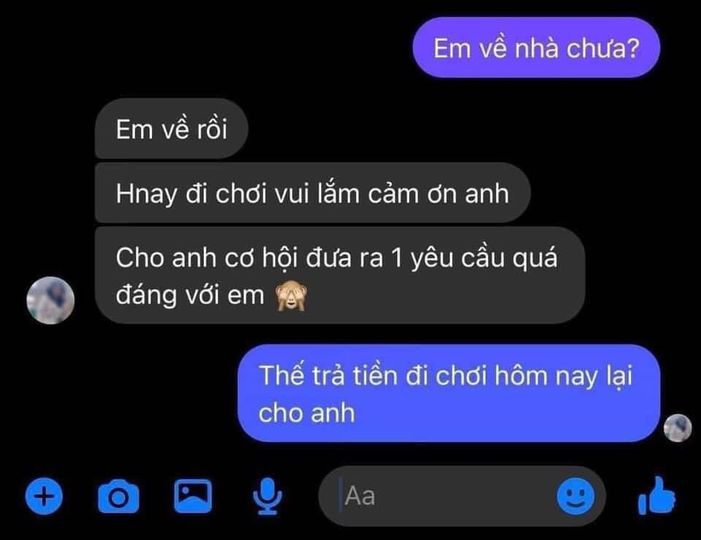 Em về nhà chưa?
Em về rồi
Hnay đi chơi vui lắm cảm ơn anh
Cho anh cơ hội đưa ra 1 yêu cầu quá
đáng với em 🙈
Thế trả tiền đi chơi hôm nay lại
cho anh
Aa